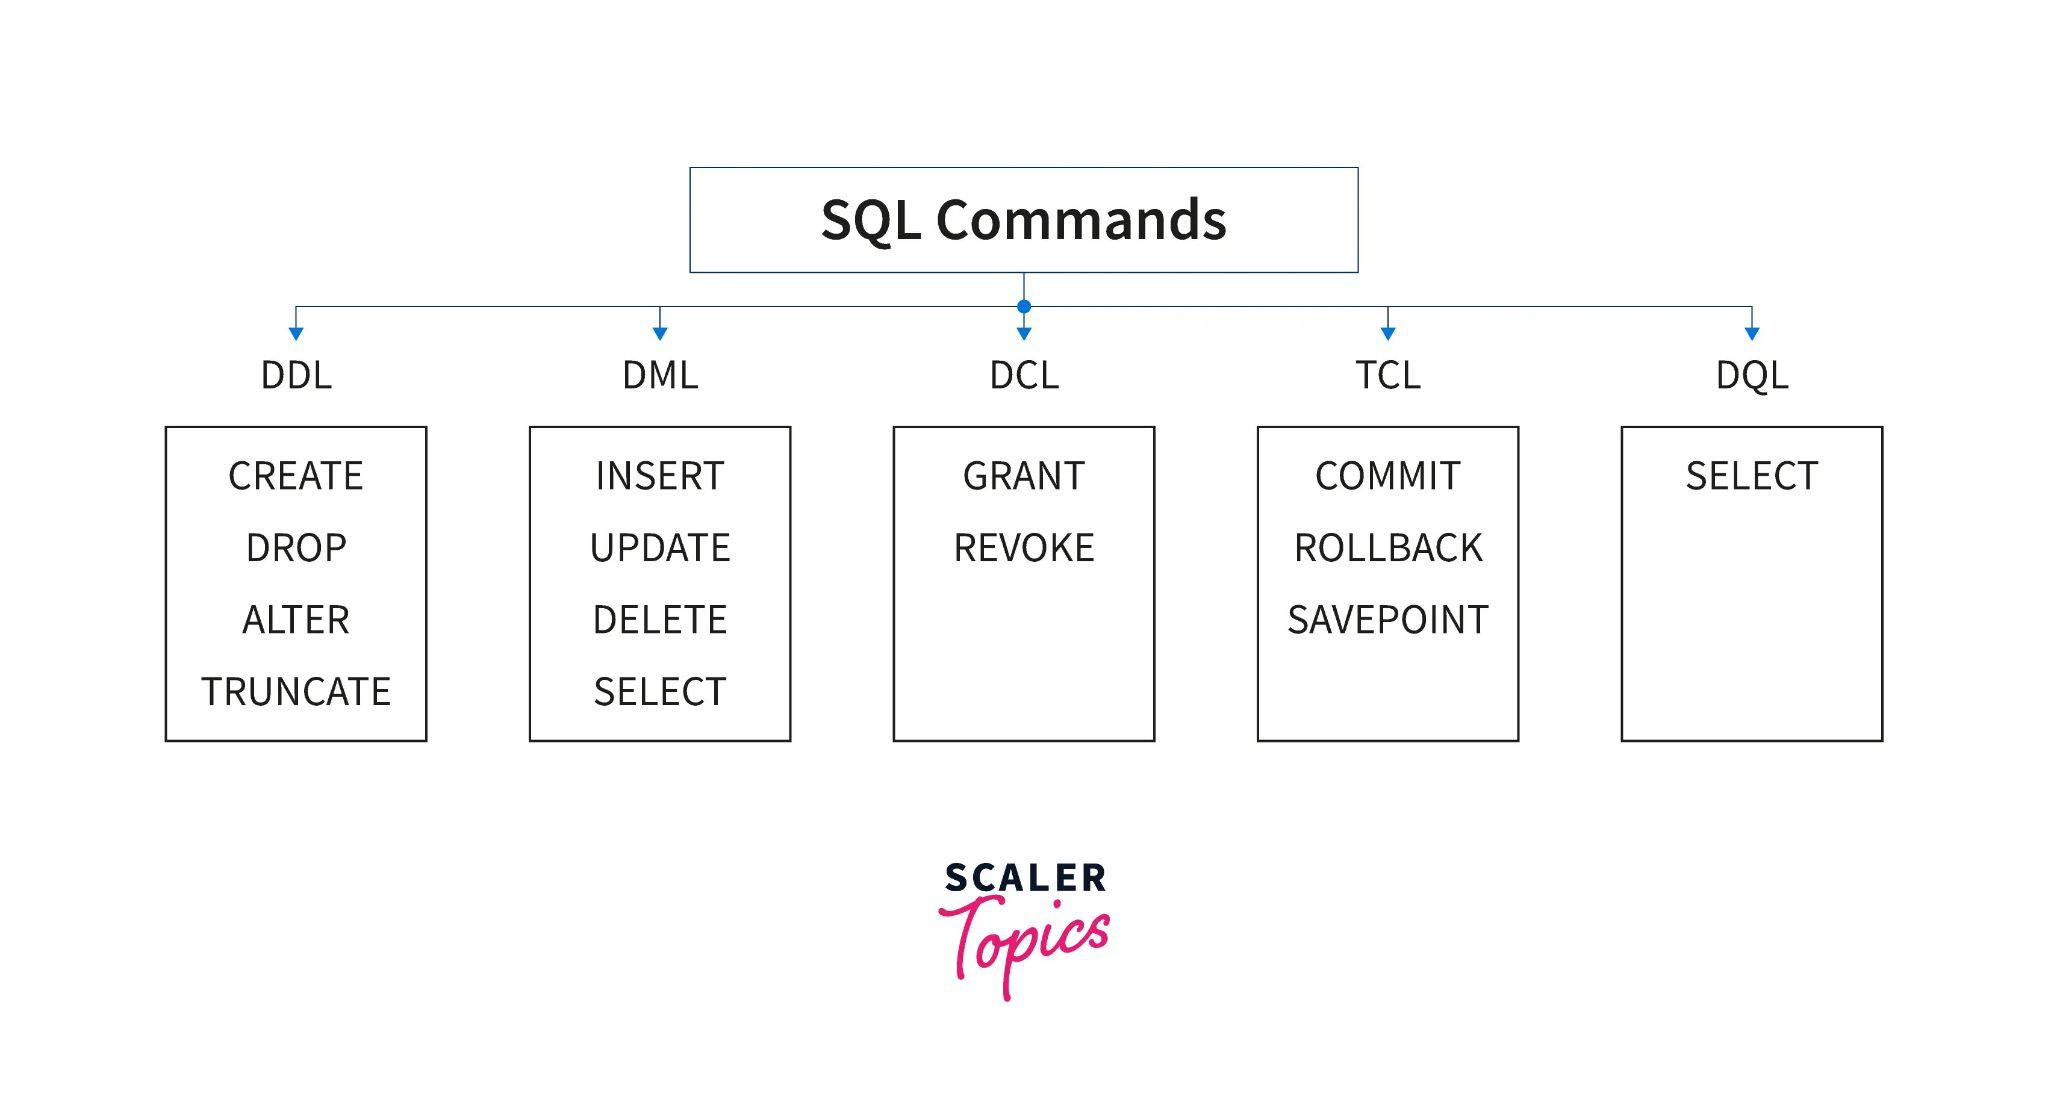 SQL Commands
DDL
CREATE
DROP
ALTER
TRUNCATE
DML
INSERT
UPDATE
DELETE
SELECT
DCL
GRANT
REVOKE
TCL
COMMIT
ROLLBACK
SAVEPOINT
DQL
SELECT
SCALER
Topics